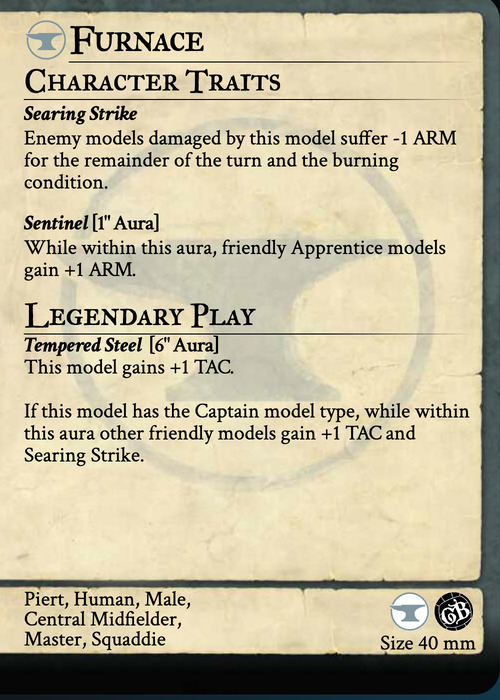 Furnace
Character Traits
Searing Strike
Enemy models damaged by this model suffer -1 ARM
for the remainder of the turn and the burning
condition.
Sentinel [1" Aura]
While within this aura, friendly Apprentice models
gain +1 ARM.
Legendary Play
Tempered Steel [6" Aura]
This model gains +1 TAC.
If this model has the Captain model type, while within
this aura other friendly models gain +1 TAC and
Searing Strike.
Piert, Human, Male,
Central Midfielder,
Master, Squaddie
GB
Size 40 mm